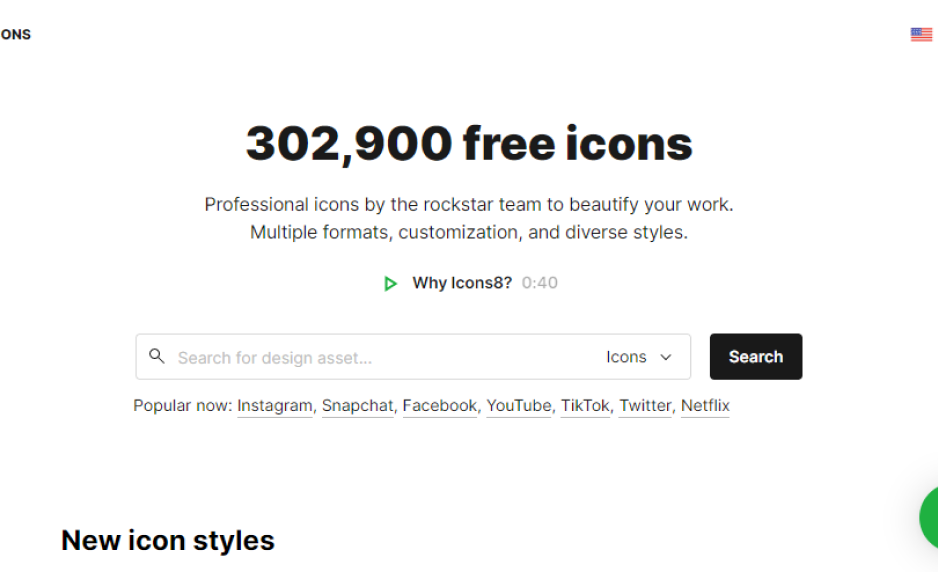 ONS
302,900 free icons
Professional icons by the rockstar team to beautify your work.
Multiple formats, customization, and diverse styles.
Why Icons8? 0:40
Search for design asset...
Icons
Search
Popular now: Instagram, Snapchat, Facebook, YouTube, TikTok, Twitter, Netflix
New icon styles